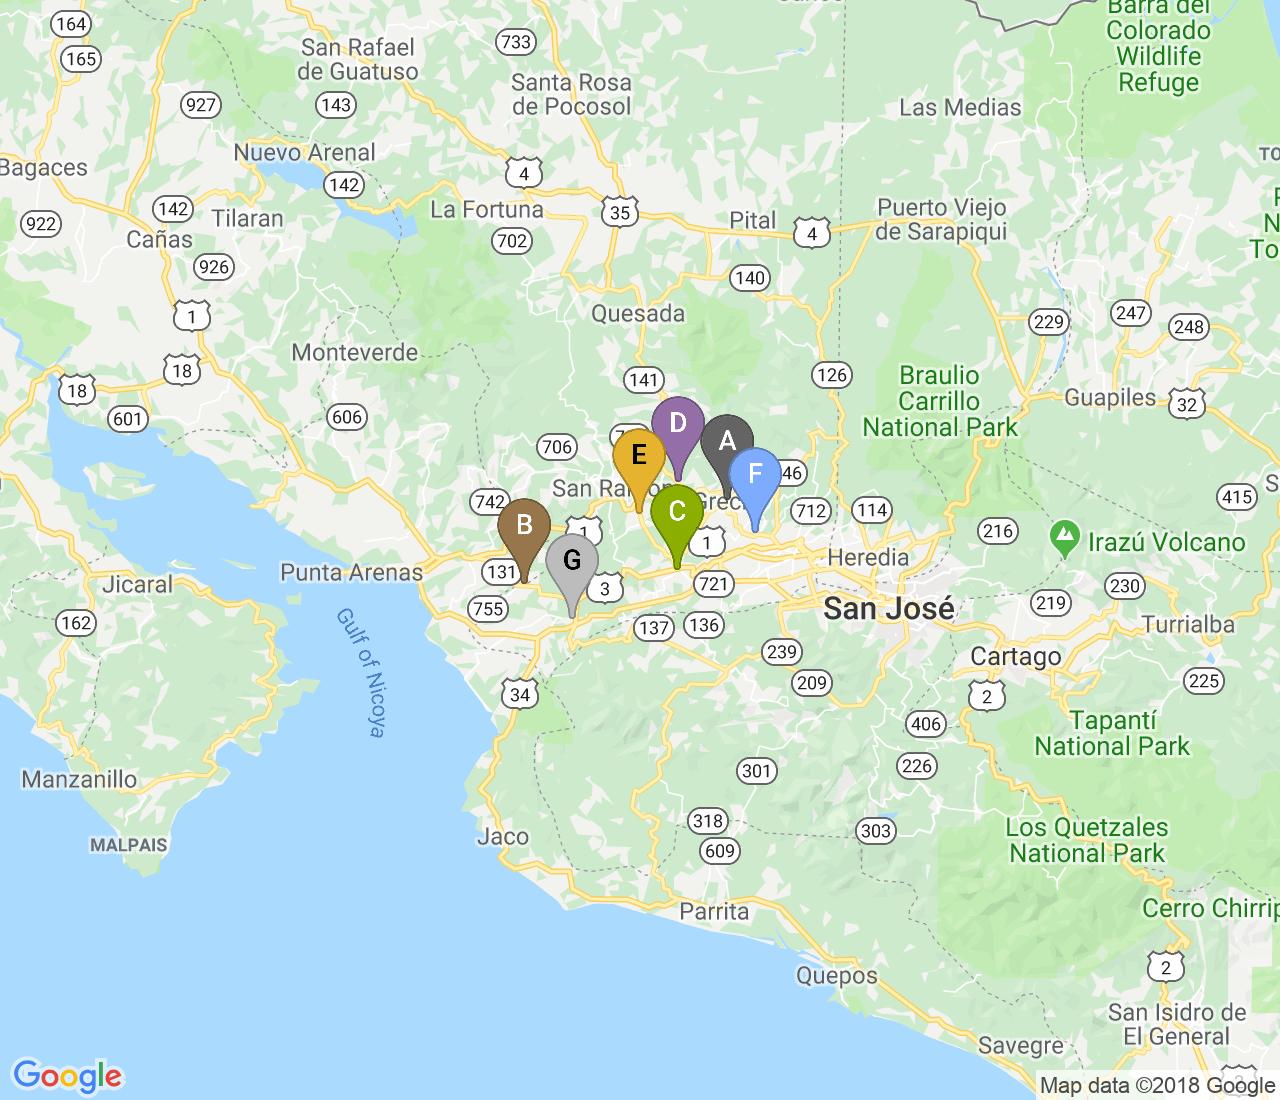 Barra del
Colorado
Wildlife
Refuge
164
165
San Rafael
de Guatuso
733
Santa Rosa
de Pocosol
927
143
Las Medias
Nuevo Arenal
Bagaces
4
142
142
La Fortuna
35
Pital
Puerto Viejo
de Sarapiqui
922
Tilaran
Cañas
702
4
926
140
1
Quesada
229
247
248
Monteverde
18
18
141
126
Braulio
Carrillo
National Park
Guapiles
32
601
606
D
A
706
E
F
46
San Ra
Grec
742
C
712
114
415
B
1
1
216
Irazú Volcano
G
Heredia
Jicaral
Punta Arenas
131
3
721
230
755
San José
219
162
137
136
Turrialba
Gulf of Nicoya
239
Cartago
34
209
2
225
406
Tapantí
National Park
Manzanillo
301
226
318
303
Los Quetzales
National Park
Jaco
MALPAIS
609
Parrita
Cerro Chirrip
Quepos
2
San Isidro de
El General
Savegre
Google
Map data ©2018 Google